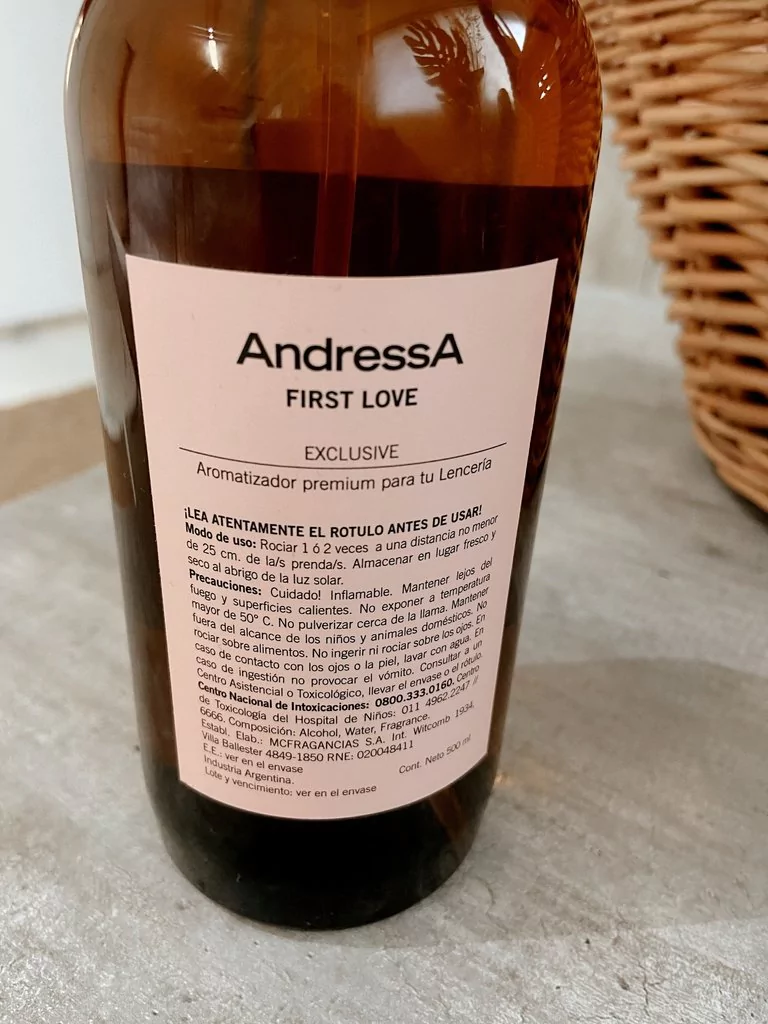 AndressA
FIRST LOVE
EXCLUSIVE
Aromatizador premium para tu Lencería
¡LEA ATENTAMENTE EL ROTULO ANTES DE USAR!
Modo de uso: Rociar 1 ó 2 veces a una distancia no menor
de 25 cm. de la/s prenda/s. Almacenar en lugar fresco y
seco al abrigo de la luz solar.
Precauciones: Cuidado! Inflamable. Mantener lejos del
fuego y superficies calientes. No exponer a temperatura
mayor de 50° C. No pulverizar cerca de la llama. Mantener
fuera del alcance de los niños y animales domésticos. No
rociar sobre alimentos. No ingerir ni rociar sobre los ojos. En
caso de contacto con los ojos o la piel, lavar con agua. En
caso de ingestión no provocar el vómito. Consultar a un
Centro Asistencial o Toxicológico, llevar el envase o el rótulo.
Centro Nacional de Intoxicaciones: 0800.333.0160. Centro
de Toxicología del Hospital de Niños: 011 4962.2247 //
6666. Composición: Alcohol, Water, Fragrance.
Establ. Elab.: MCFRAGANCIAS S.A. Int. Witcomb 1934,
Villa Ballester 4849-1850 RNE: 020048411
E.E.: ver en el envase
Industria Argentina.
Lote y vencimiento: ver en el envase
Cont. Neto 500 ml